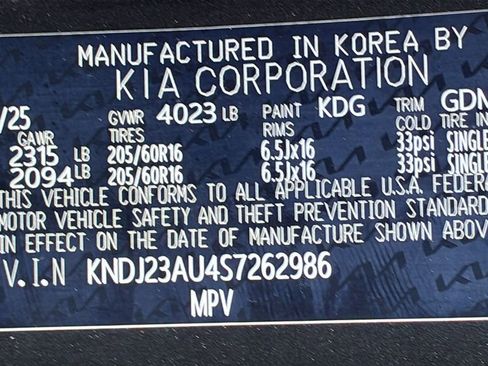 MANUFACTURED IN KOREA BY
KIA CORPORATION
/25 GVWR 4023 LB PAINT KDG TRIM GDN
GAWR TIRES RIMS COLD TIRE IN
2315 LB 205/60R16 6.5Jx16 33psi SINGLE
2094 LB 205/60R16 6.5Jx16 33psi SINGLE
THIS VEHICLE CONFORMS TO ALL APPLICABLE U.S.A. FEDERA
MOTOR VEHICLE SAFETY AND THEFT PREVENTION STANDARD
IN EFFECT ON THE DATE OF MANUFACTURE SHOWN ABOV
V.I.N KNDJ23AU4S7262986
MPV